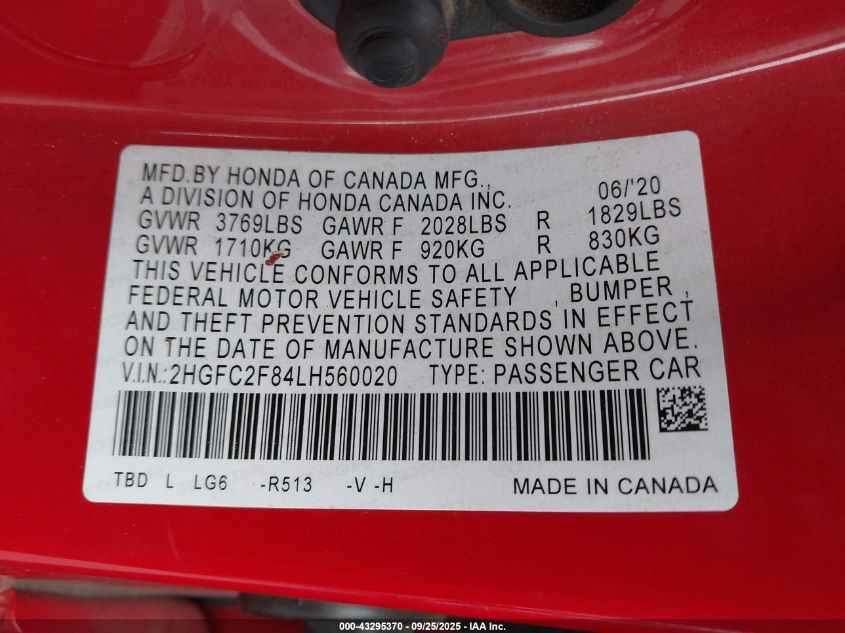 MFD.BY HONDA OF CANADA MFG.,
A DIVISION OF HONDA CANADA INC. 06/'20
GVWR 3769LBS GAWR F 2028LBS R 1829LBS
GVWR 1710KG GAWR F 920KG R 830KG
THIS VEHICLE CONFORMS TO ALL APPLICABLE
FEDERAL MOTOR VEHICLE SAFETY , BUMPER ,
AND THEFT PREVENTION STANDARDS IN EFFECT
ON THE DATE OF MANUFACTURE SHOWN ABOVE.
V.I.N.:2HGFC2F84LH560020 TYPE: PASSENGER CAR
TBD L LG6 -R513 -V -H MADE IN CANADA
000-43295370 - 09/25/2025 - IAA Inc.